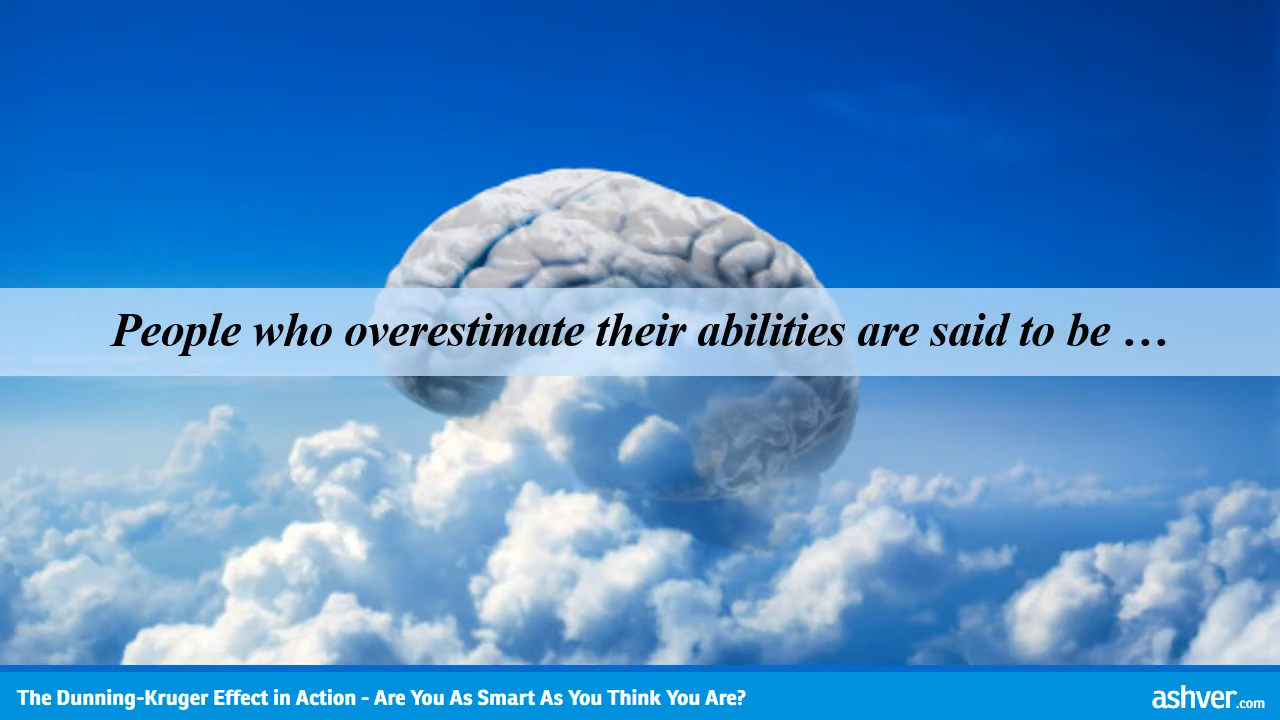 People who overestimate their abilities are said to be …
The Dunning-Kruger Effect in Action - Are You As Smart As You Think You Are?
ashver.com